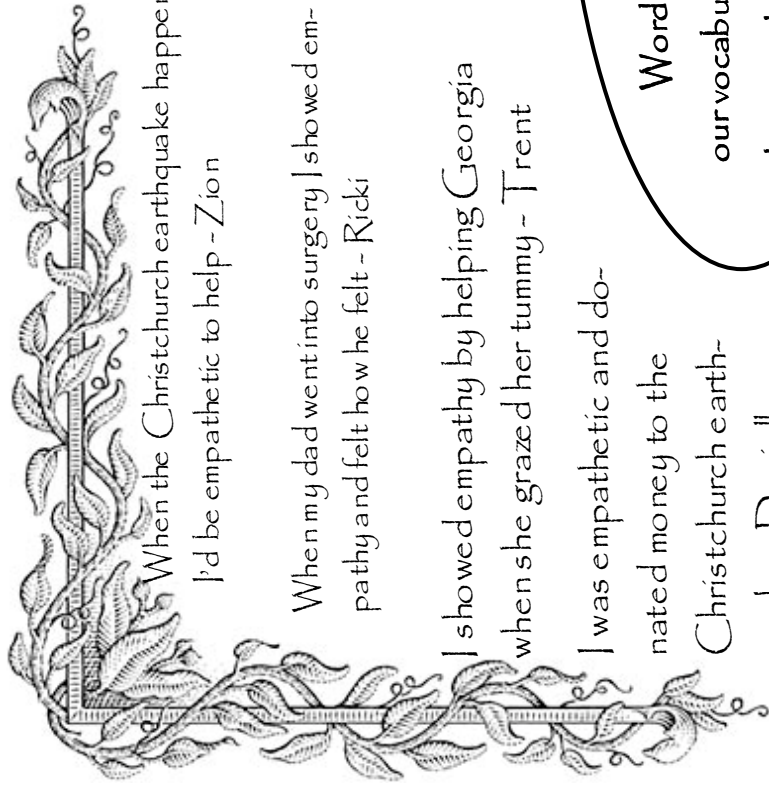 When the Christchurch earthquake happen
I'd be empathetic to help - Zion
When my dad went into surgery I showed em-
pathy and felt how he felt - Ricki
I showed empathy by helping Georgia
when she grazed her tummy - Trent
I was empathetic and do-
nated money to the
Christchurch earth-
Word
our vocabu